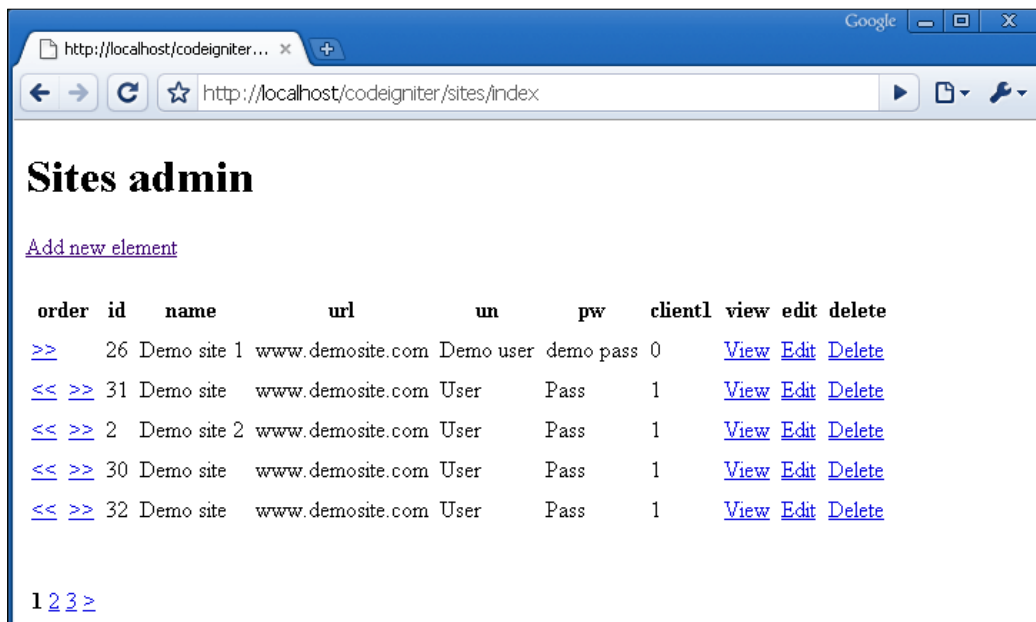 Google
http://localhost/codeigniter...
http://localhost/codeigniter/sites/index
Sites admin
Add new element
order id name url un pw client1 view edit delete
>> 26 Demo site 1 www.demosite.com Demo user demo pass 0 View Edit Delete
<< >> 31 Demo site www.demosite.com User Pass 1 View Edit Delete
<< >> 2 Demo site 2 www.demosite.com User Pass 1 View Edit Delete
<< >> 30 Demo site www.demosite.com User Pass 1 View Edit Delete
<< >> 32 Demo site www.demosite.com User Pass 1 View Edit Delete
1 2 3 >